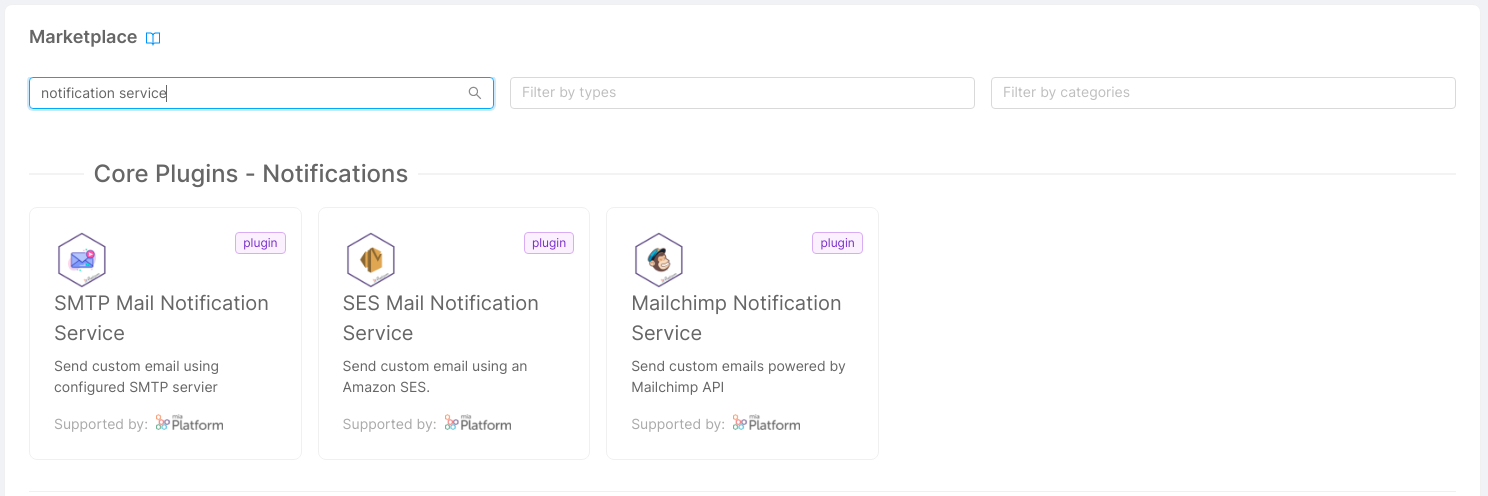 Marketplace
notification service
Filter by types
Filter by categories
Core Plugins - Notifications
plugin
SMTP Mail Notification
Service
Send custom email using
configured SMTP servier
Supported by: mia Platform
plugin
SES Mail Notification
Service
Send custom email using an
Amazon SES.
Supported by: mia Platform
plugin
Mailchimp Notification
Service
Send custom emails powered by
Mailchimp API
Supported by: mia Platform